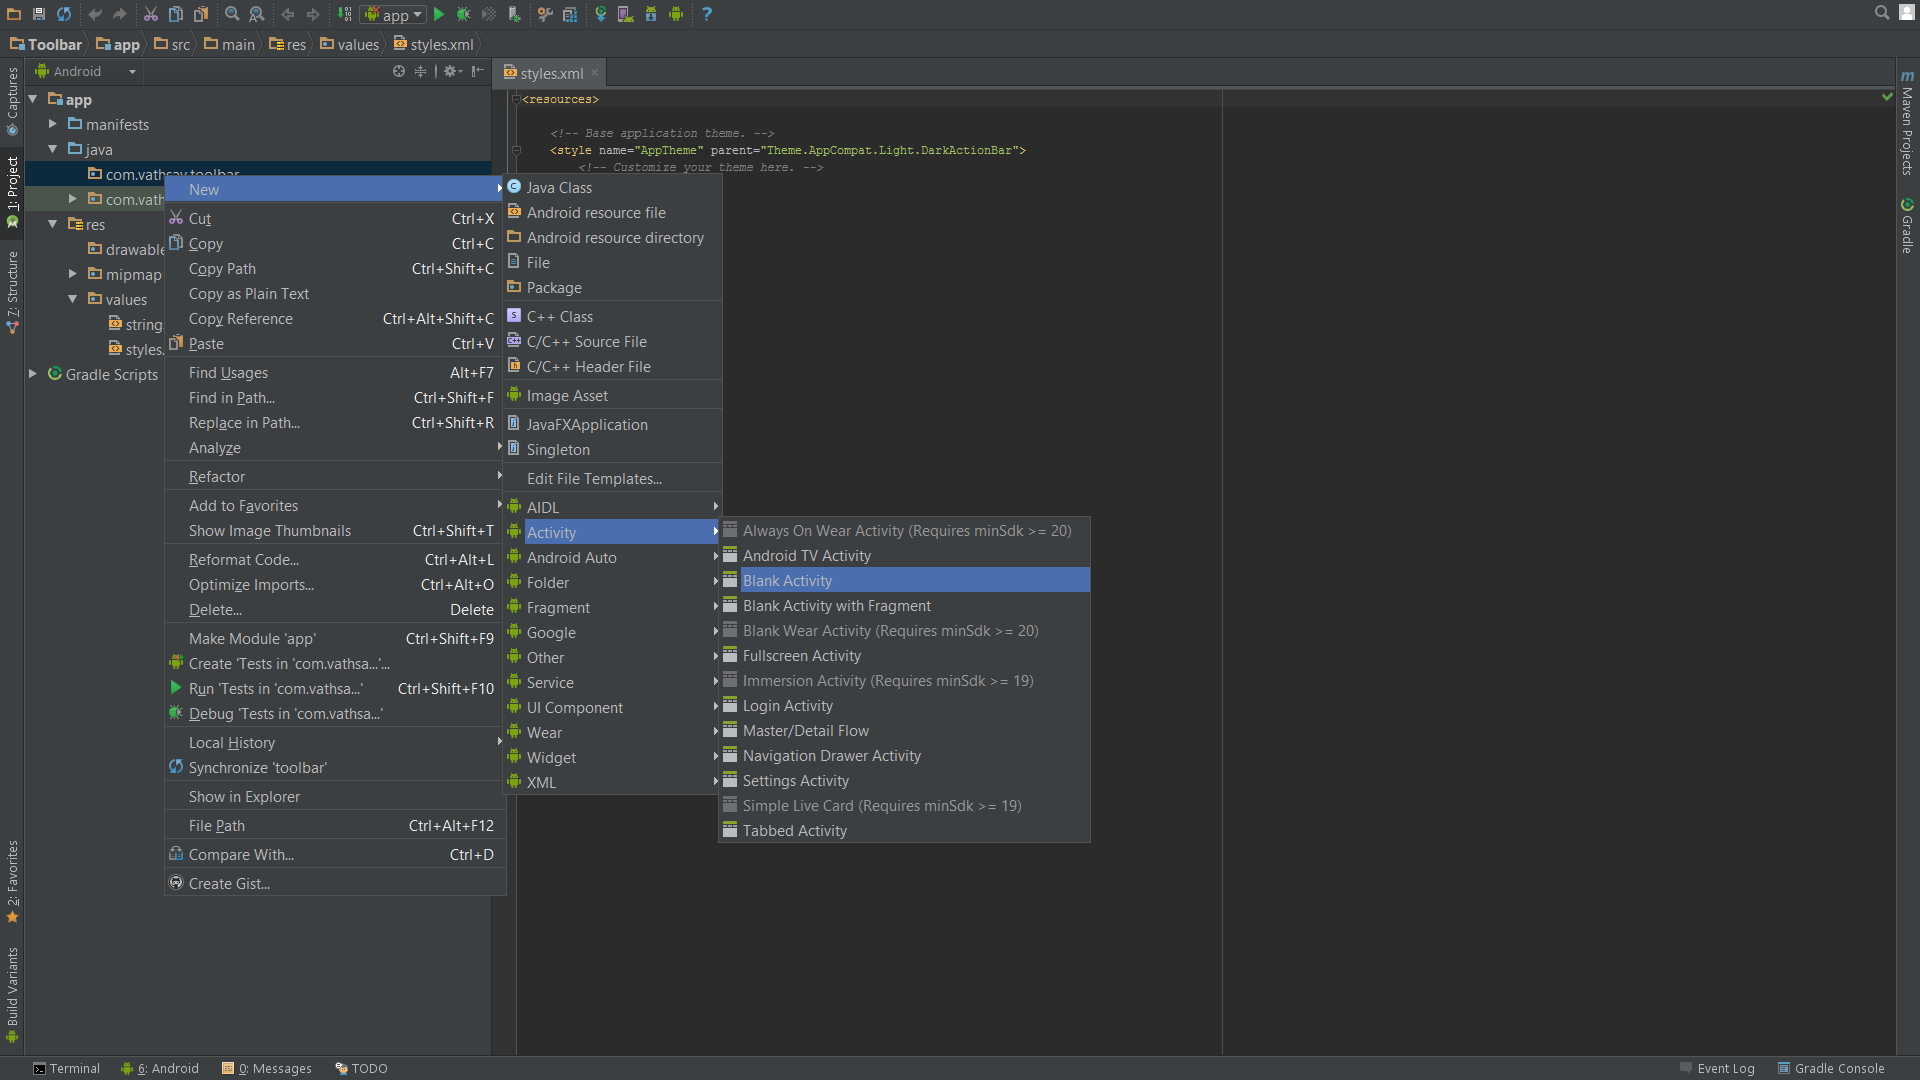 app
Toolbar app src main res values styles.xml
Android
styles.xml
Captures
1: Project
7: Structure
2: Favorites
Build Variants
app
manifests
java
com.vathsav.toolbar
com.vath
res
drawable
mipmap
values
string
styles.
Gradle Scripts
<resources>
<!-- Base application theme. -->
<style name="AppTheme" parent="Theme.AppCompat.Light.DarkActionBar">
<!-- Customize your theme here. -->
New
Cut Ctrl+X
Copy Ctrl+C
Copy Path Ctrl+Shift+C
Copy as Plain Text
Copy Reference Ctrl+Alt+Shift+C
Paste Ctrl+V
Find Usages Alt+F7
Find in Path... Ctrl+Shift+F
Replace in Path... Ctrl+Shift+R
Analyze
Refactor
Add to Favorites
Show Image Thumbnails Ctrl+Shift+T
Reformat Code... Ctrl+Alt+L
Optimize Imports... Ctrl+Alt+O
Delete... Delete
Make Module 'app' Ctrl+Shift+F9
Create 'Tests in 'com.vathsa...'...
Run 'Tests in 'com.vathsa...' Ctrl+Shift+F10
Debug 'Tests in 'com.vathsa...'
Local History
Synchronize 'toolbar'
Show in Explorer
File Path Ctrl+Alt+F12
Compare With... Ctrl+D
Create Gist...
Java Class
Android resource file
Android resource directory
File
Package
C++ Class
C/C++ Source File
C/C++ Header File
Image Asset
JavaFXApplication
Singleton
Edit File Templates...
AIDL
Activity
Android Auto
Folder
Fragment
Google
Other
Service
UI Component
Wear
Widget
XML
Always On Wear Activity (Requires minSdk >= 20)
Android TV Activity
Blank Activity
Blank Activity with Fragment
Blank Wear Activity (Requires minSdk >= 20)
Fullscreen Activity
Immersion Activity (Requires minSdk >= 19)
Login Activity
Master/Detail Flow
Navigation Drawer Activity
Settings Activity
Simple Live Card (Requires minSdk >= 19)
Tabbed Activity
Maven Projects
Gradle
Terminal 6: Android 0: Messages TODO Event Log Gradle Console